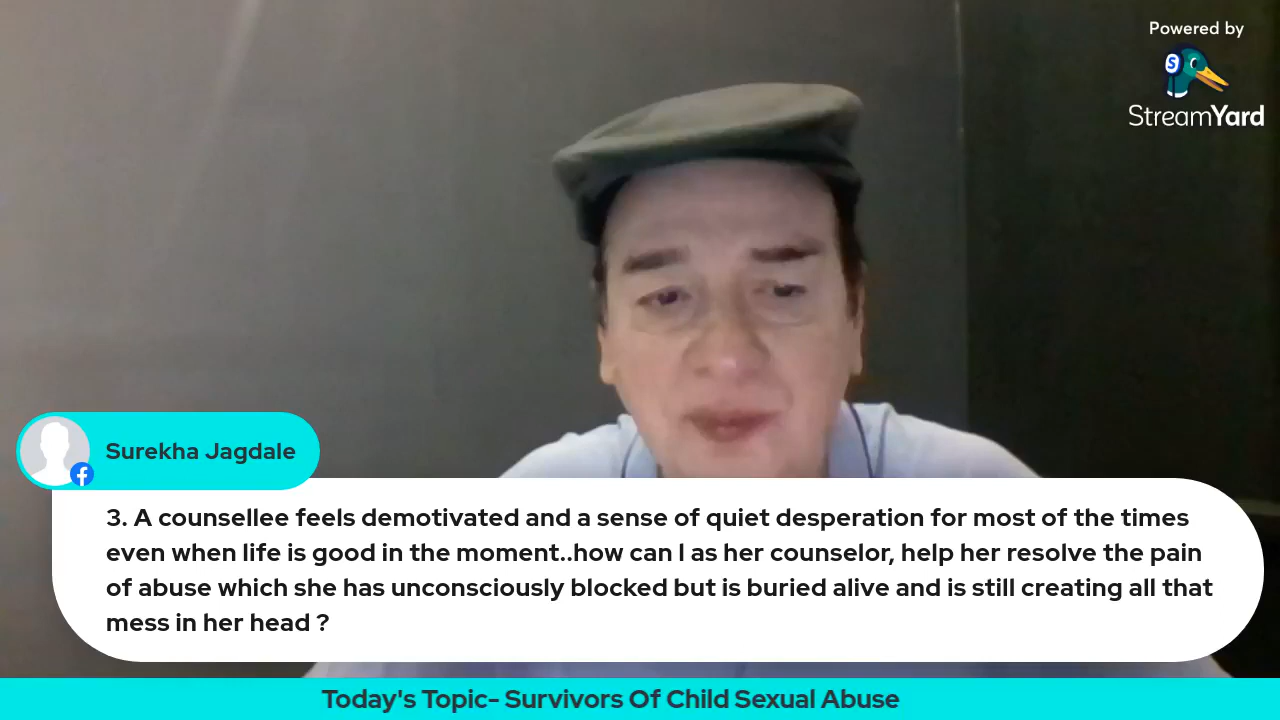 Powered by
StreamYard
Surekha Jagdale
3. A counsellee feels demotivated and a sense of quiet desperation for most of the times
even when life is good in the moment..how can I as her counselor, help her resolve the pain
of abuse which she has unconsciously blocked but is buried alive and is still creating all that
mess in her head ?
Today's Topic- Survivors Of Child Sexual Abuse